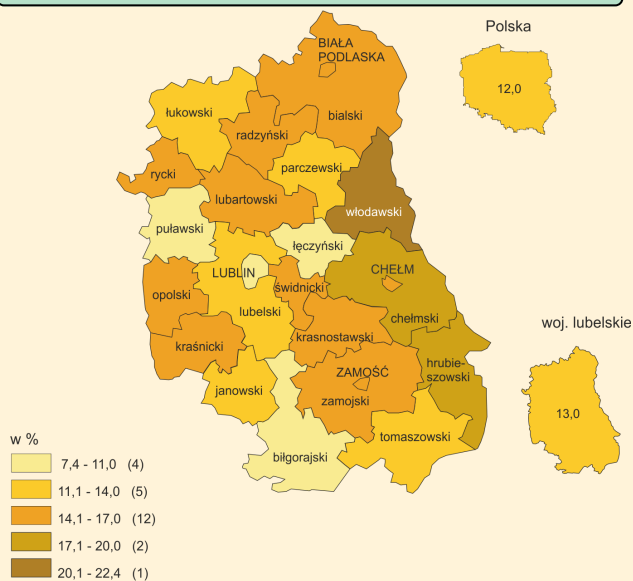 Polska
12,0
BIAŁA
PODLASKA
bialski
łukowski
radzyński
parczewski
rycki
lubartowski
włodawski
puławski
łęczyński
LUBLIN
świdnicki
CHEŁM
opolski
lubelski
chełmski
krasnostawski
kraśnicki
hrubie-
szowski
ZAMOŚĆ
janowski
zamojski
tomaszowski
biłgorajski
woj. lubelskie
13,0
w %
7,4 - 11,0 (4)
11,1 - 14,0 (5)
14,1 - 17,0 (12)
17,1 - 20,0 (2)
20,1 - 22,4 (1)